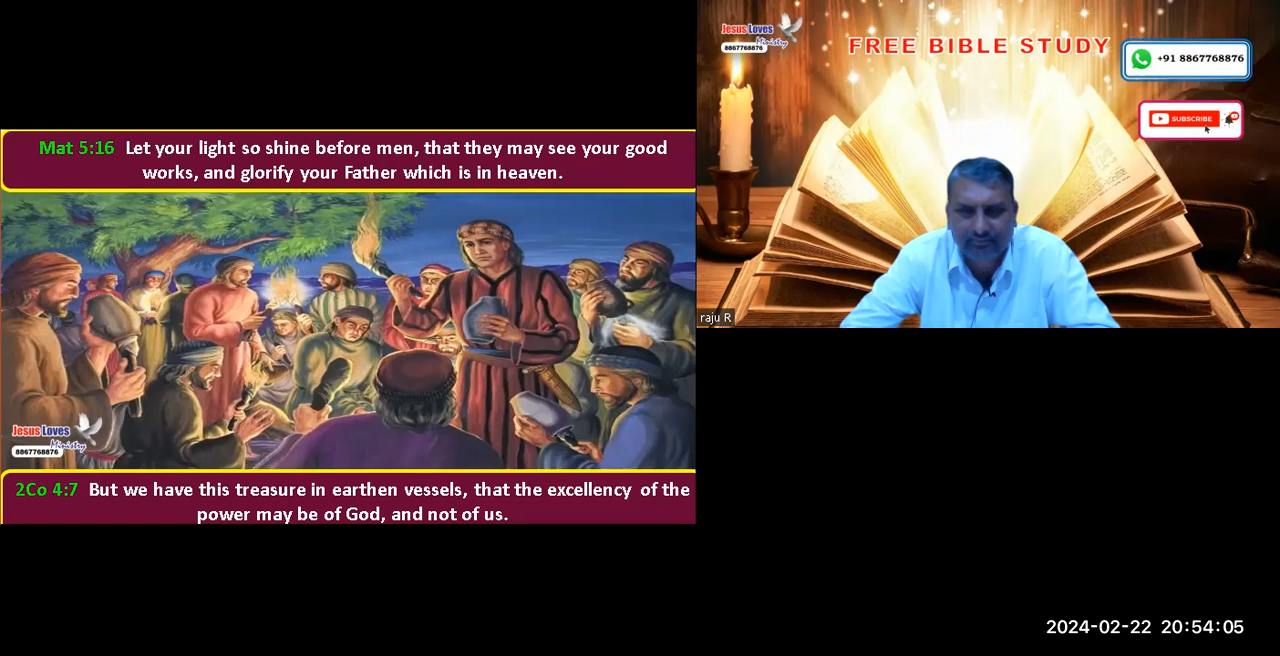 Mat 5:16 Let your light so shine before men, that they may see your good
works, and glorify your Father which is in heaven.
Jesus Loves
Ministry
8867768876
2Co 4:7 But we have this treasure in earthen vessels, that the excellency of the
power may be of God, and not of us.
Jesus Loves
Ministry
8867768876
FREE BIBLE STUDY
+91 8867768876
SUBSCRIBE
raju R
2024-02-22 20:54:05